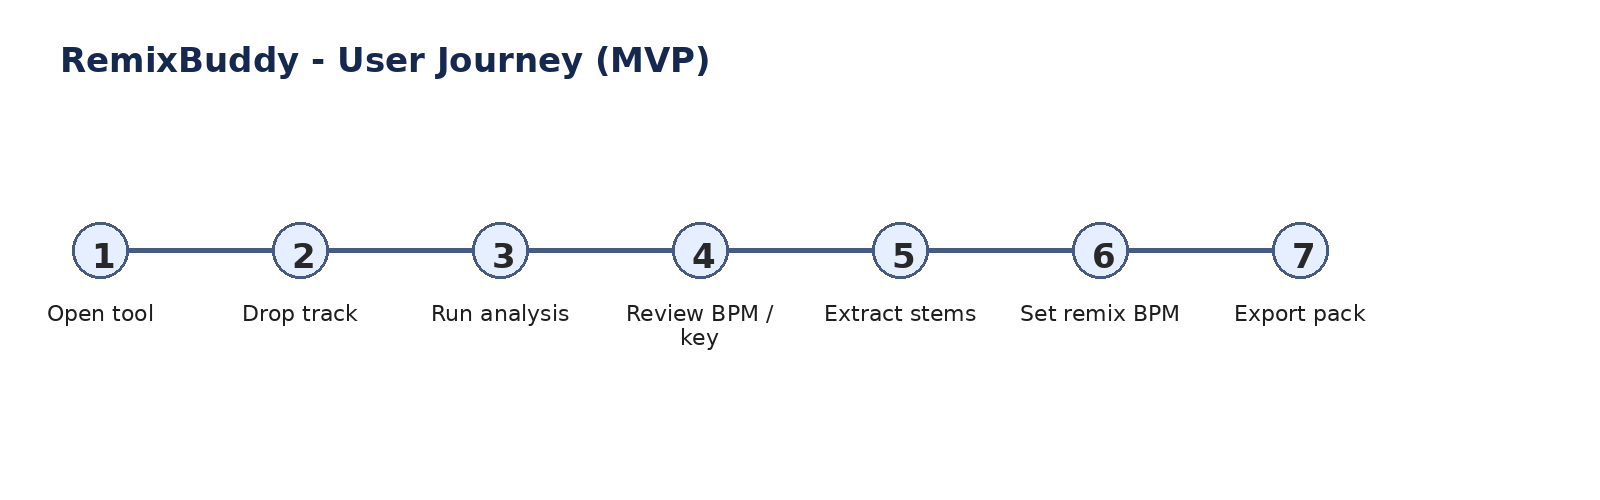 RemixBuddy - User Journey (MVP)
1
2
3
4
5
6
7
Open tool
Drop track
Run analysis
Review BPM /
key
Extract stems
Set remix BPM
Export pack